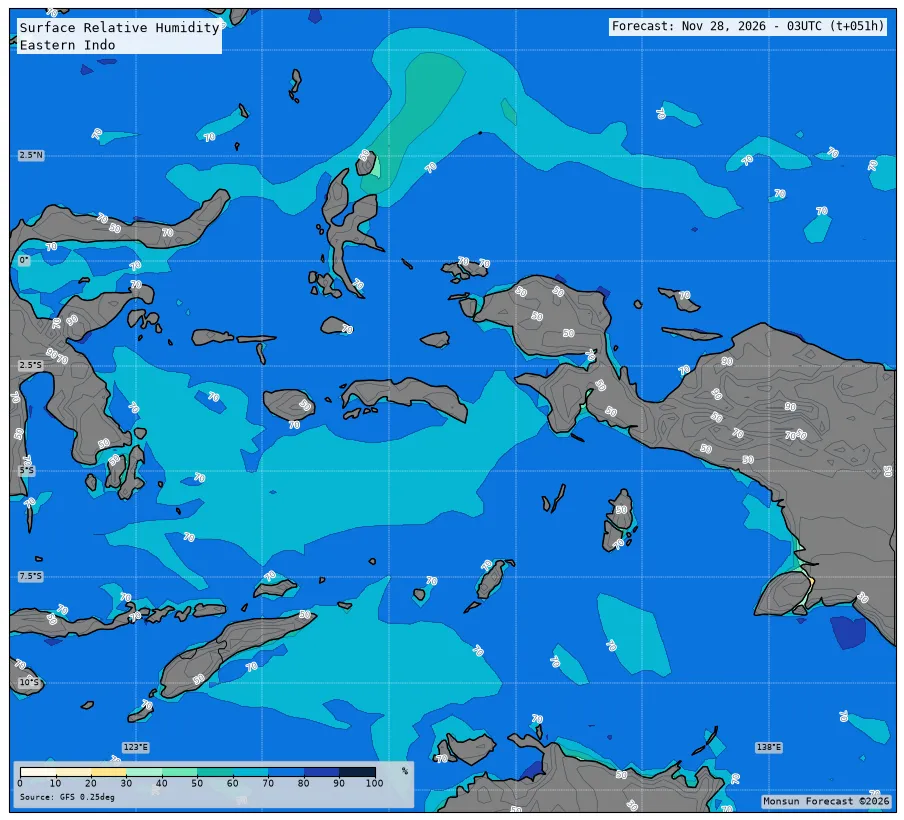 Surface Relative Humidity
Eastern Indo
Forecast: Nov 28, 2026 - 03UTC (t+051h)
2.5°N
0°
2.5°S
5°S
7.5°S
10°S
123°E
138°E
%
0 10 20 30 40 50 60 70 80 90 100
Source: GFS 0.25deg
Monsun Forecast ©2026